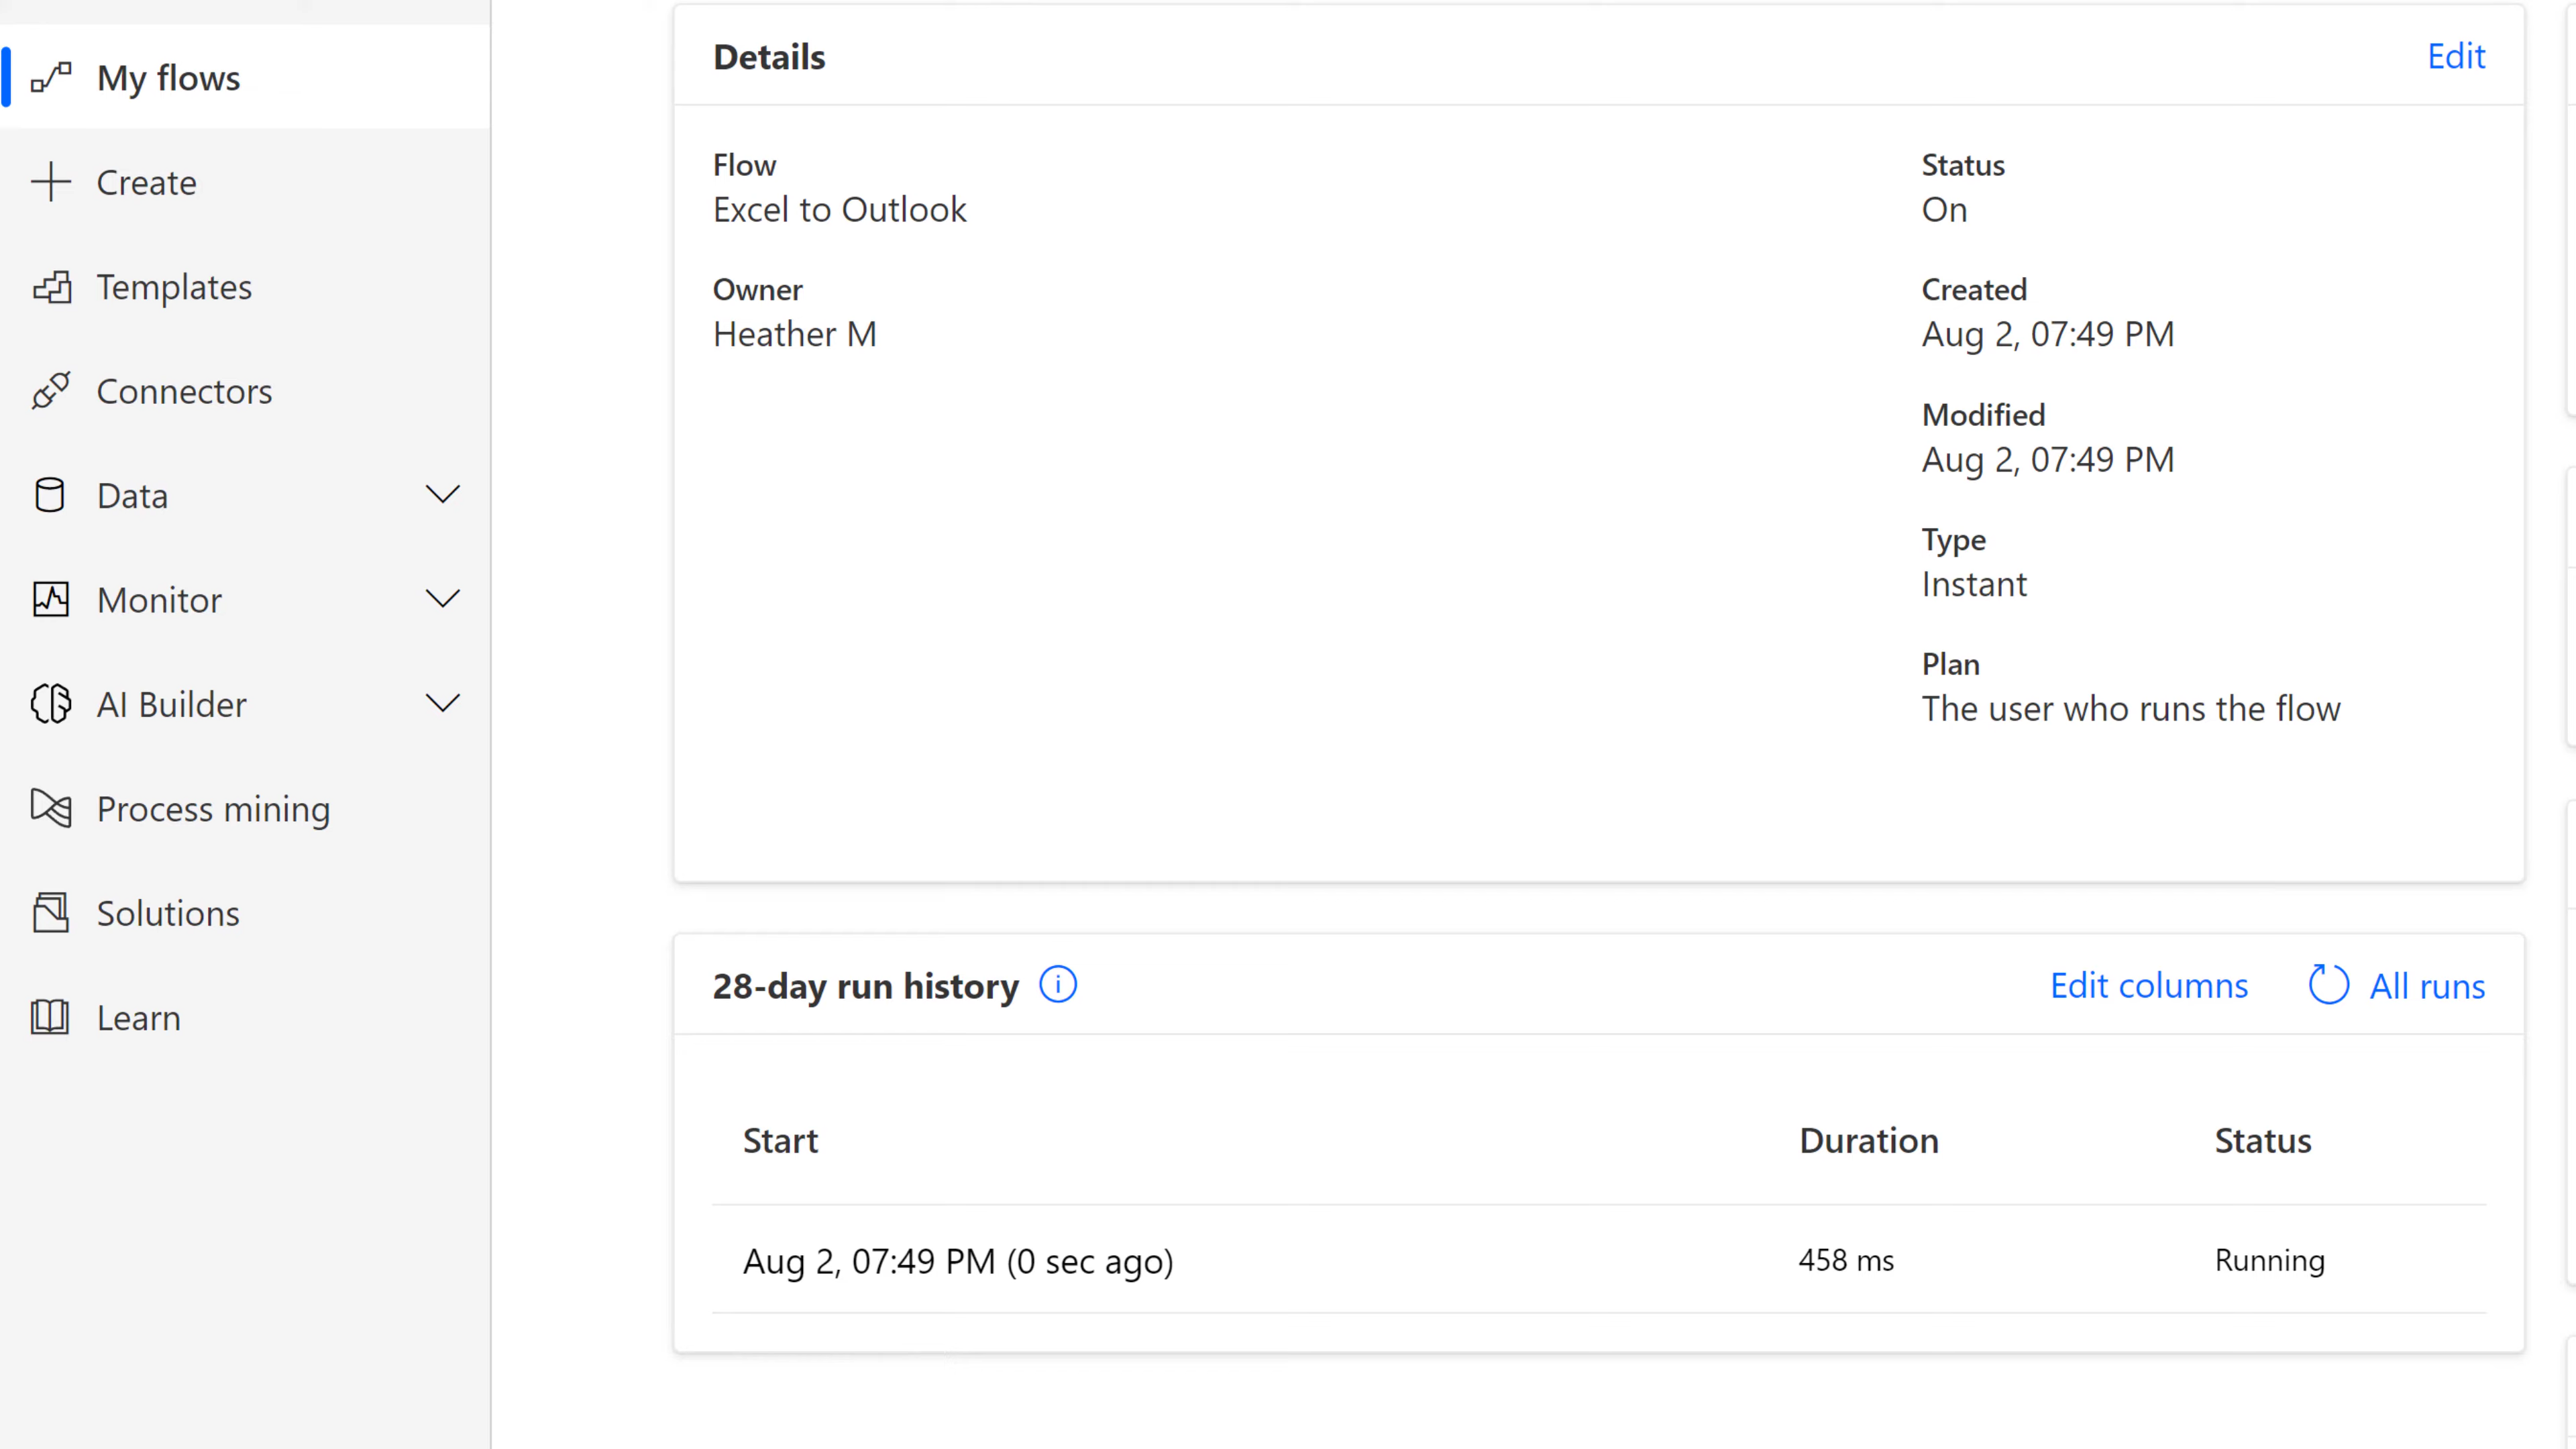 My flows
Create
Templates
Connectors
Data
Monitor
AI Builder
Process mining
Solutions
Learn
Details
Edit
Flow
Excel to Outlook
Owner
Heather M
Status
On
Created
Aug 2, 07:49 PM
Modified
Aug 2, 07:49 PM
Type
Instant
Plan
The user who runs the flow
28-day run history
Edit columns
All runs
Start Duration Status
Aug 2, 07:49 PM (0 sec ago) 458 ms Running